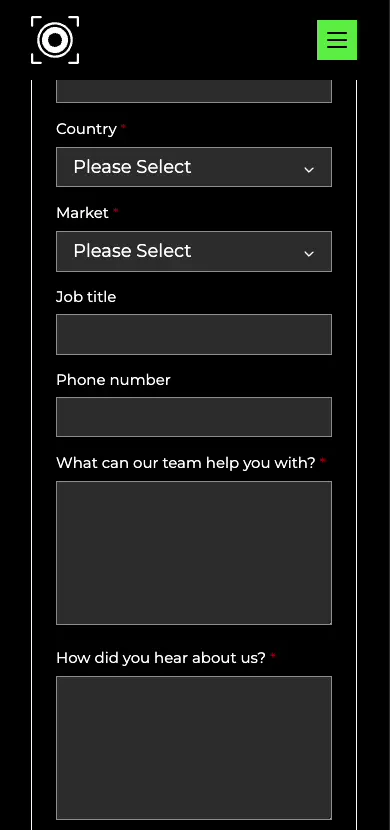 Country *
Please Select
Market *
Please Select
Job title
Phone number
What can our team help you with? *
How did you hear about us? *